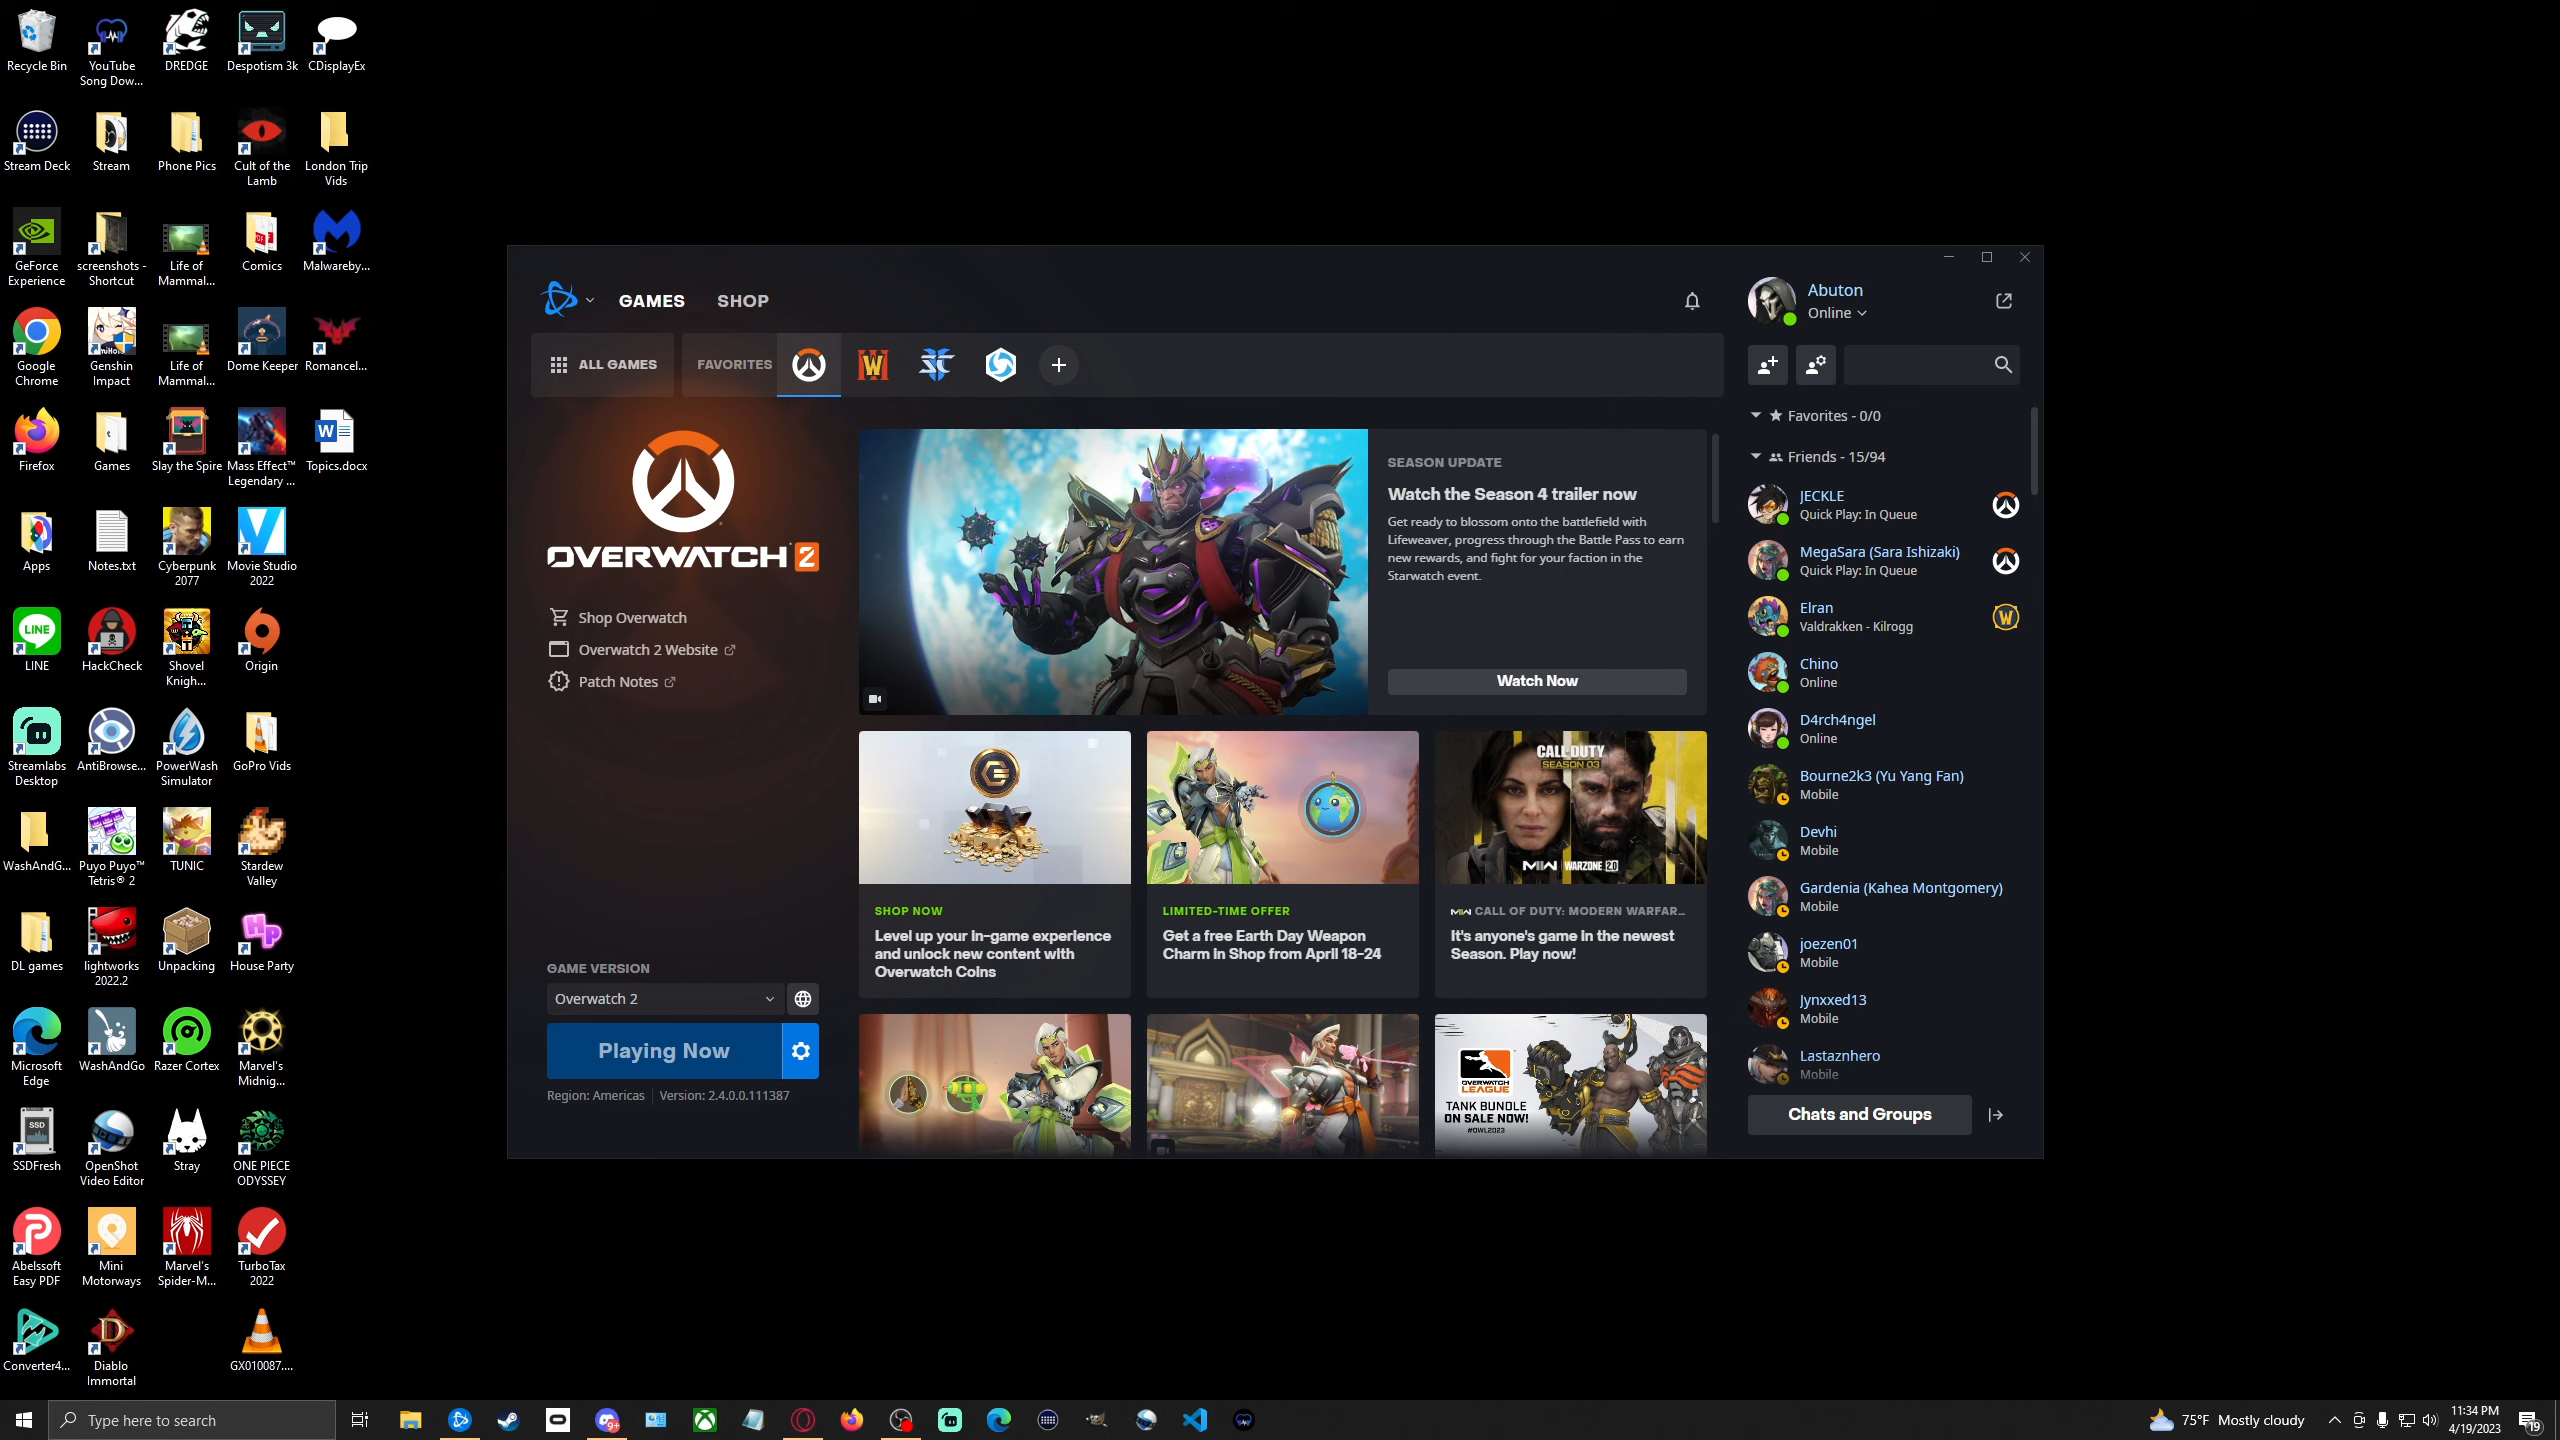 Recycle Bin
YouTube
Song Dow...
DREDGE
Despotism 3k
CDisplayEx
Stream Deck
Stream
Phone Pics
Cult of the
Lamb
London Trip
Vids
GeForce
Experience
screenshots -
Shortcut
Life of
Mammal...
Comics
Malwareby...
Google
Chrome
Genshin
Impact
Life of
Mammal...
Dome Keeper
Romancel...
Firefox
Games
Slay the Spire
Mass Effect™
Legendary ...
Topics.docx
Apps
Notes.txt
Cyberpunk
2077
Movie Studio
2022
LINE
LINE
HackCheck
Shovel
Knigh...
Origin
Streamlabs
Desktop
AntiBrowse...
PowerWash
Simulator
GoPro Vids
WashAndG...
Puyo Puyo™
Tetris® 2
TUNIC
Stardew
Valley
DL games
lightworks
2022.2
Unpacking
HP
House Party
Microsoft
Edge
WashAndGo
Razer Cortex
Marvel's
Midnig...
SSD
SSDFresh
OpenShot
Video Editor
Stray
ONE PIECE
ODYSSEY
Abelssoft
Easy PDF
Mini
Motorways
Marvel's
Spider-M...
TurboTax
2022
Converter4...
Diablo
Immortal
GX010087....
GAMES
SHOP
ALL GAMES
FAVORITES
OVERWATCH 2
Shop Overwatch
Overwatch 2 Website
Patch Notes
GAME VERSION
Overwatch 2
Playing Now
Region: Americas
Version: 2.4.0.0.111387
SEASON UPDATE
Watch the Season 4 trailer now
Get ready to blossom onto the battlefield with
Lifeweaver, progress through the Battle Pass to earn
new rewards, and fight for your faction in the
Starwatch event.
Watch Now
SHOP NOW
Level up your in-game experience
and unlock new content with
Overwatch Coins
LIMITED-TIME OFFER
Get a free Earth Day Weapon
Charm in Shop from April 18-24
CALL OF DUTY
SEASON 03
MW WARZONE 2.0
MW CALL OF DUTY: MODERN WARFAR...
It's anyone's game in the newest
Season. Play now!
OVERWATCH
LEAGUE
TANK BUNDLE
ON SALE NOW!
#OWL2023
Abuton
Online
Favorites - 0/0
Friends - 15/94
JECKLE
Quick Play: In Queue
MegaSara (Sara Ishizaki)
Quick Play: In Queue
Elran
Valdrakken - Kilrogg
Chino
Online
D4rch4ngel
Online
Bourne2k3 (Yu Yang Fan)
Mobile
Devhi
Mobile
Gardenia (Kahea Montgomery)
Mobile
joezen01
Mobile
Jynxxed13
Mobile
Lastaznhero
Mobile
Chats and Groups
Type here to search
9+
75°F Mostly cloudy
11:34 PM
4/19/2023
19